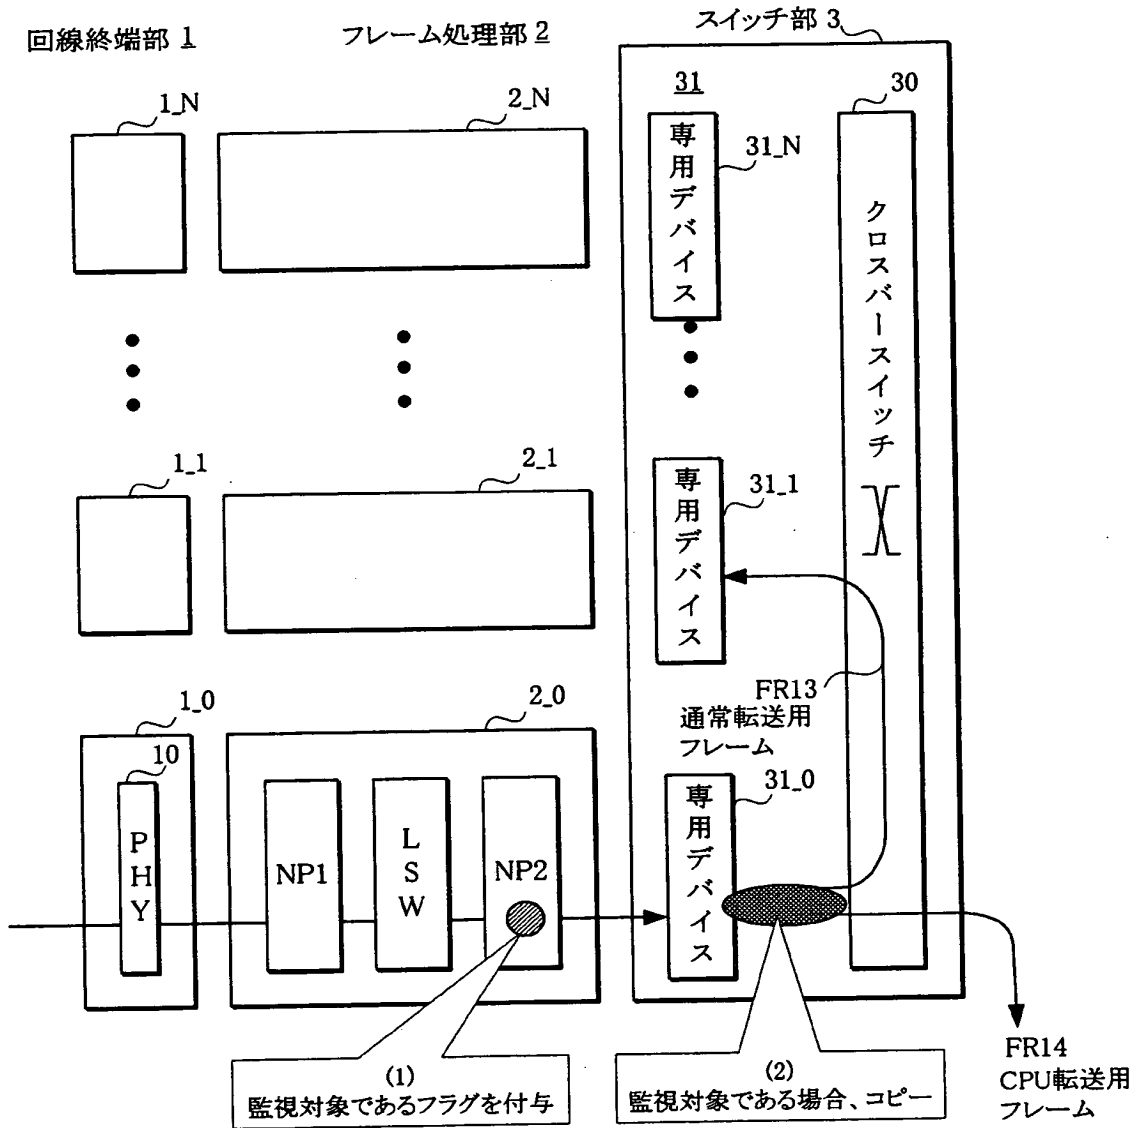 回線終端部 1
フレーム処理部 2
スイッチ部 3
1_N
2_N
31
30
専用デバイス
31_N
クロスバースイッチ
1_1
2_1
専用デバイス
31_1
FR13
通常転送用
フレーム
1_0
2_0
10
PHY
NP1
LSW
NP2
専用デバイス
31_0
(1)
監視対象であるフラグを付与
(2)
監視対象である場合、コピー
FR14
CPU転送用
フレーム